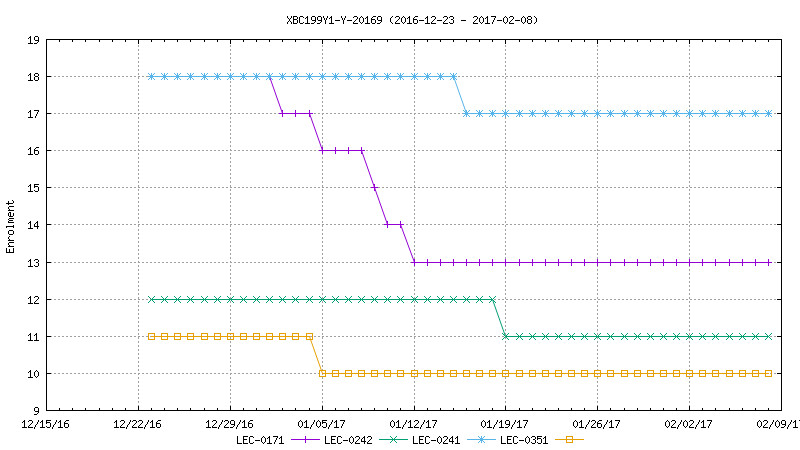 XBC199Y1-Y-20169 (2016-12-23 - 2017-02-08)
19
18
17
16
15
14
13
12
11
10
9
Enrolment
12/15/16 12/22/16 12/29/16 01/05/17 01/12/17 01/19/17 01/26/17 02/02/17 02/09/17
LEC-0171 LEC-0242 LEC-0241 LEC-0351